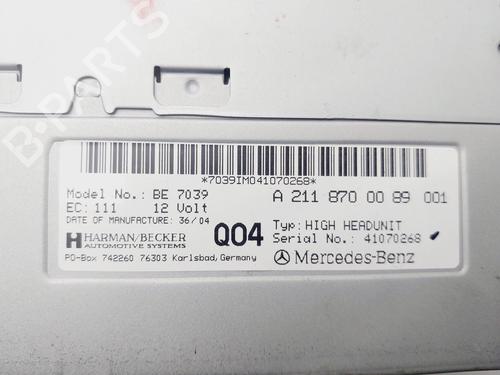 B-PARTS
*7039IM041070268*
Model No.: BE 7039
A 211 870 00 89 001
EC: 111 12 Volt
DATE OF MANUFACTURE: 36/04
Q04
Typ: HIGH HEADUNIT
HARMAN/BECKER
AUTOMOTIVE SYSTEMS
Serial No.: 41070268
PO-Box 742260 76303 Karlsbad, Germany
Mercedes-Benz